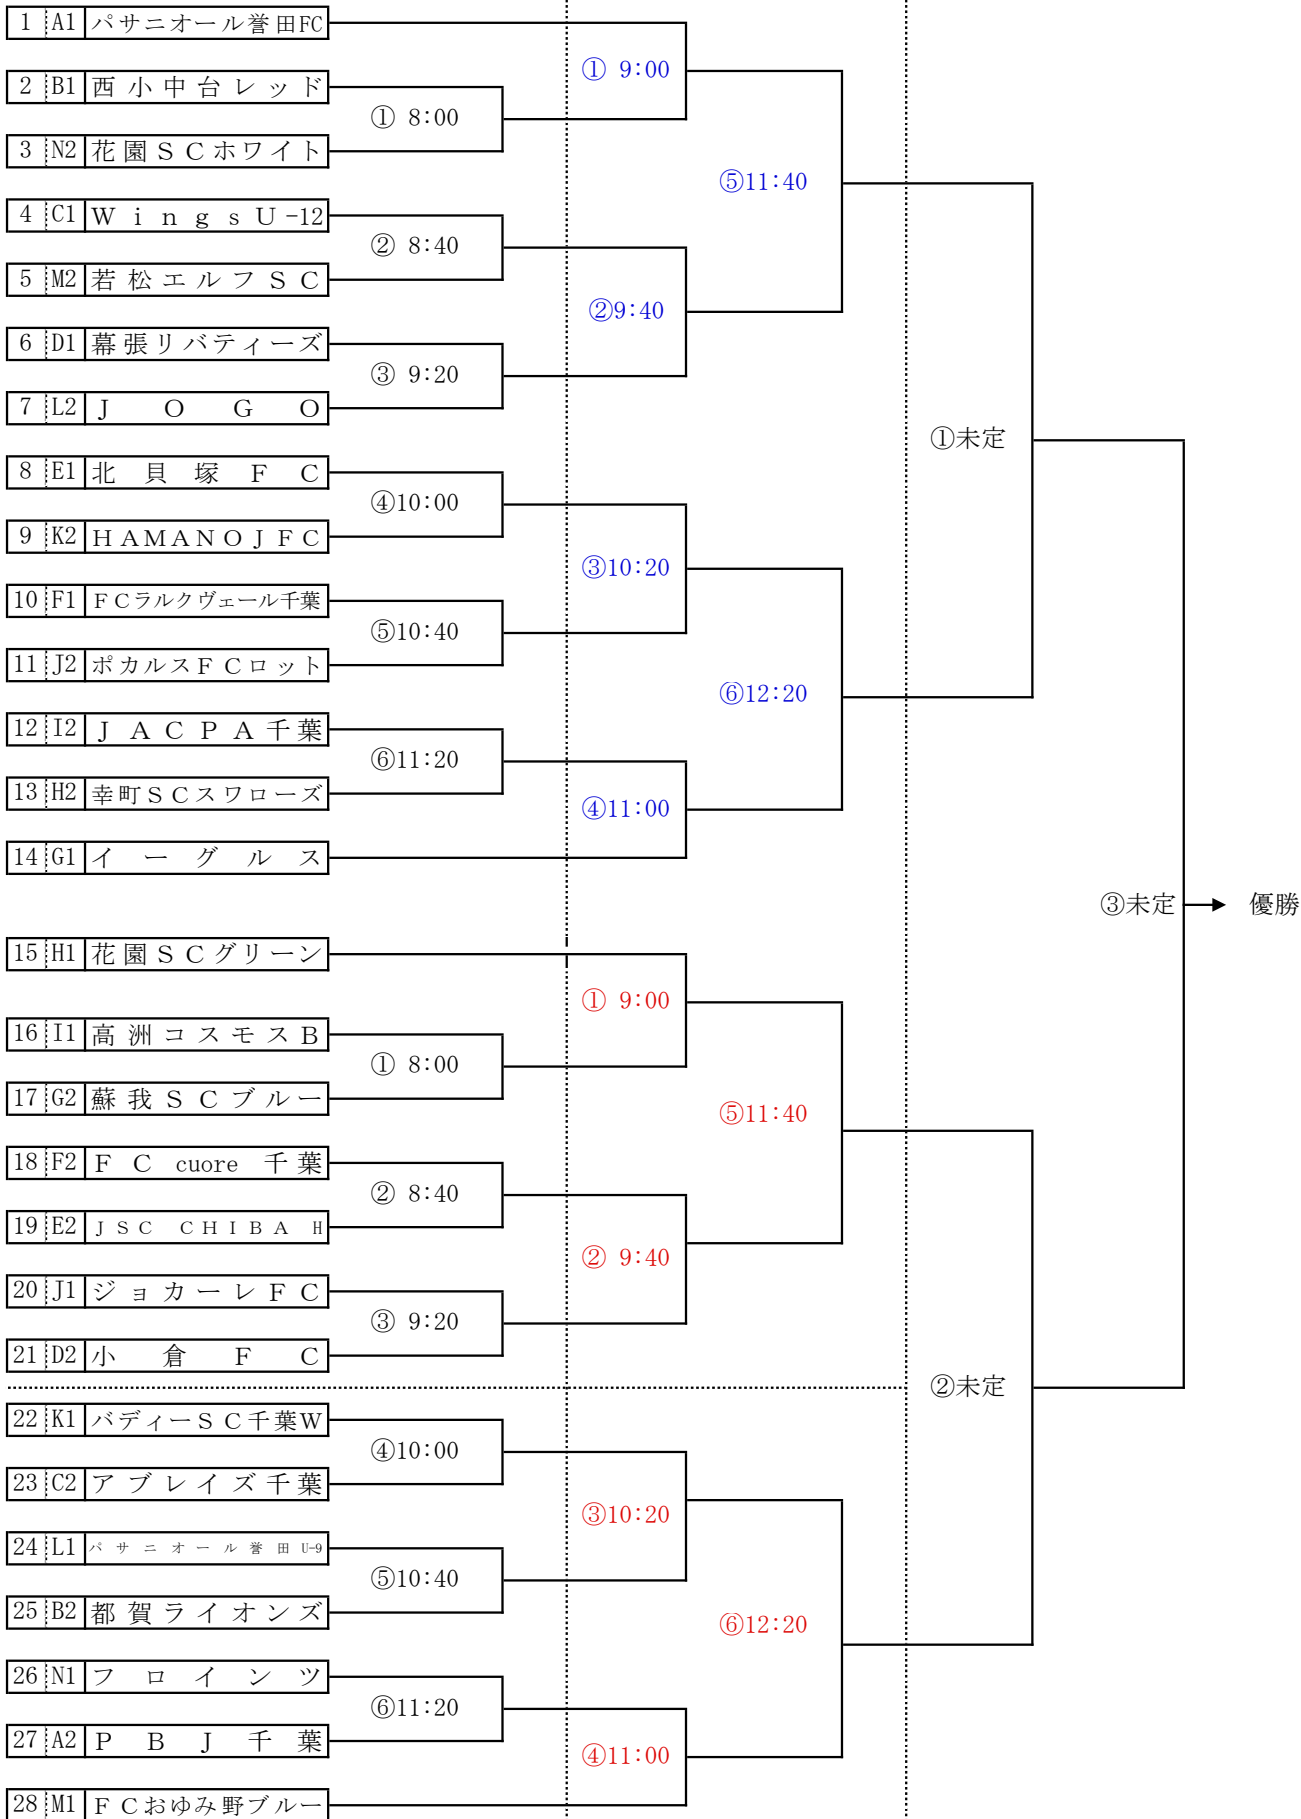 1 A1 パサニオール誉田FC
① 9:00
2 B1 西小中台レッド
① 8:00
3 N2 花園SCホワイト
⑤11:40
4 C1 WingsU-12
② 8:40
5 M2 若松エルフSC
②9:40
6 D1 幕張リバティーズ
③ 9:20
7 L2 JOGO
①未定
8 E1 北貝塚FC
④10:00
9 K2 HAMANOJFC
③10:20
10 F1 FCラルクヴェール千葉
⑤10:40
11 J2 ポカルスFCロット
⑥12:20
12 I2 JACPA千葉
⑥11:20
13 H2 幸町SCスワローズ
④11:00
14 G1 イーグルス
③未定 優勝
15 H1 花園SCグリーン
① 9:00
16 I1 高洲コスモスB
① 8:00
17 G2 蘇我SCブルー
⑤11:40
18 F2 FC cuore 千葉
② 8:40
19 E2 JSC CHIBA H
② 9:40
20 J1 ジョカーレFC
③ 9:20
21 D2 小倉FC
②未定
22 K1 バディーSC千葉W
④10:00
23 C2 アブレイズ千葉
③10:20
24 L1 パサニオール誉田U-9
⑤10:40
25 B2 都賀ライオンズ
⑥12:20
26 N1 フロインツ
⑥11:20
27 A2 PBJ千葉
④11:00
28 M1 FCおゆみ野ブルー